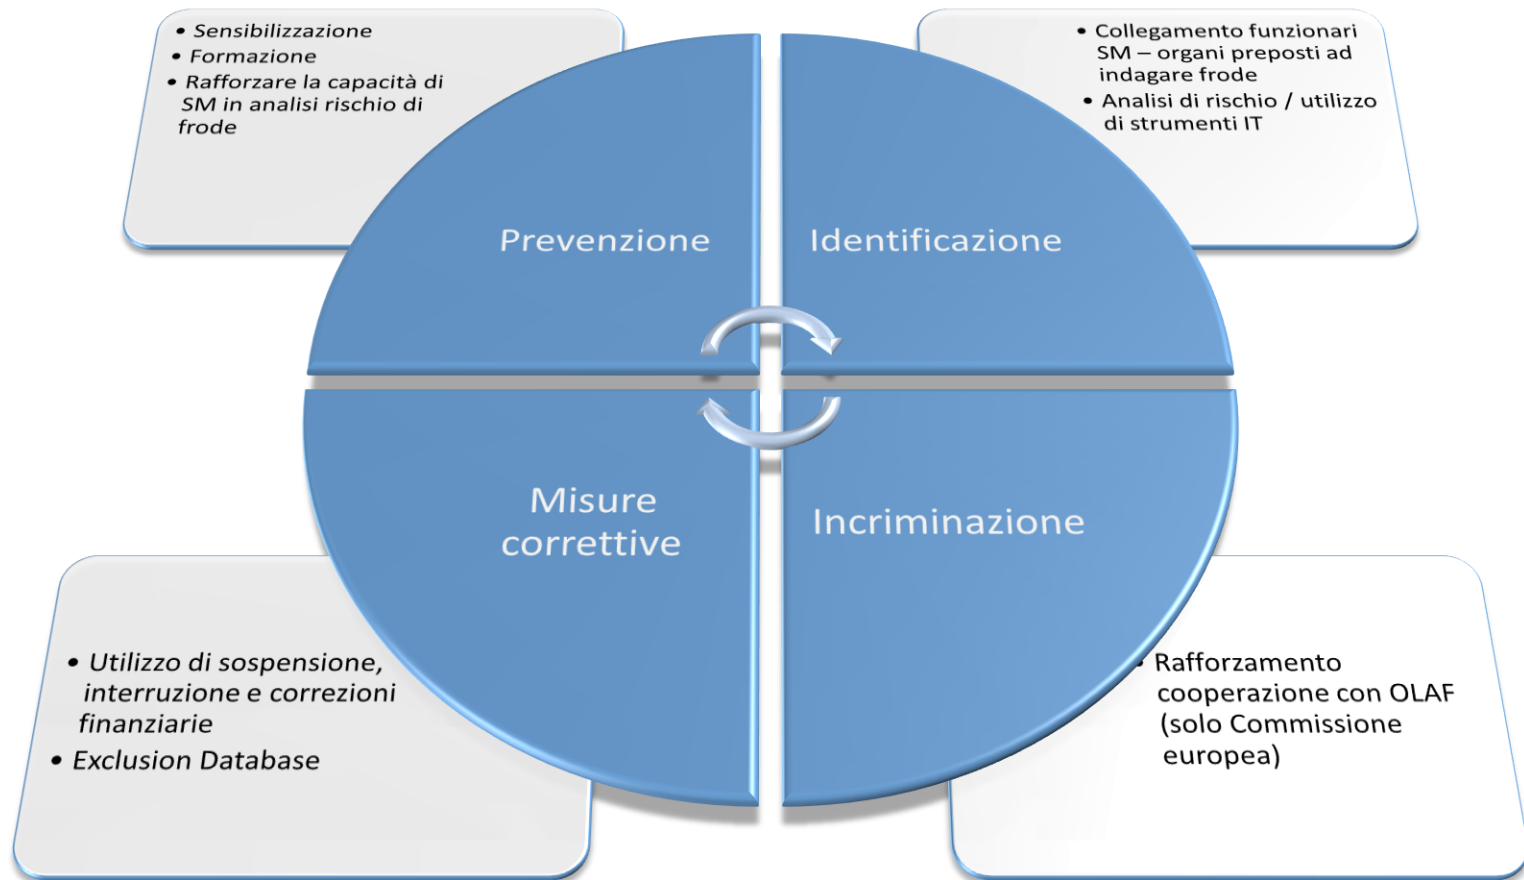 • Sensibilizzazione
• Formazione
• Rafforzare la capacità di
SM in analisi rischio di
frode
• Collegamento funzionari
SM – organi preposti ad
indagare frode
• Analisi di rischio / utilizzo
di strumenti IT
Prevenzione
Identificazione
Misure
correttive
Incriminazione
• Utilizzo di sospensione,
interruzione e correzioni
finanziarie
• Exclusion Database
• Rafforzamento
cooperazione con OLAF
(solo Commissione
europea)